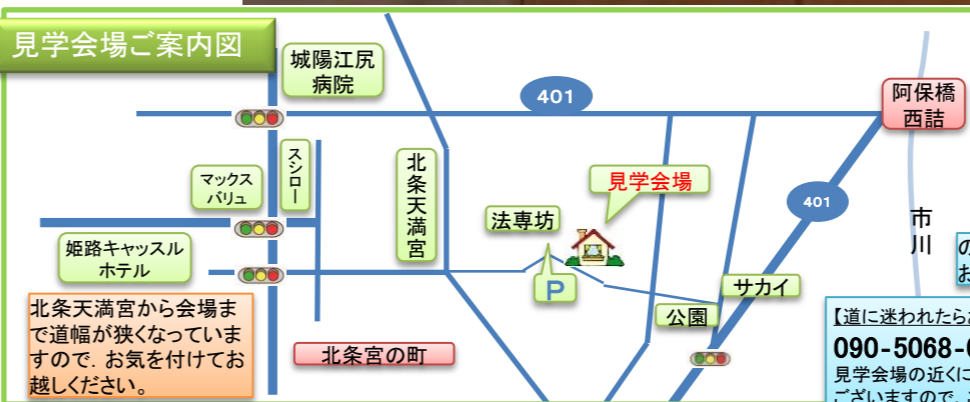 見学会場ご案内図
城陽江尻
病院
401
阿保橋
西詰
スシロー
マックス
バリュ
北条天満宮
見学会場
法専坊
401
市川
姫路キャッスル
ホテル
P
サカイ
公園
北条天満宮から会場ま
で道幅が狭くなっていま
すので、お気を付けてお
越しください。
北条宮の町
の
お
【道に迷われたらお
090-5068-
見学会場の近くに
ございますので、